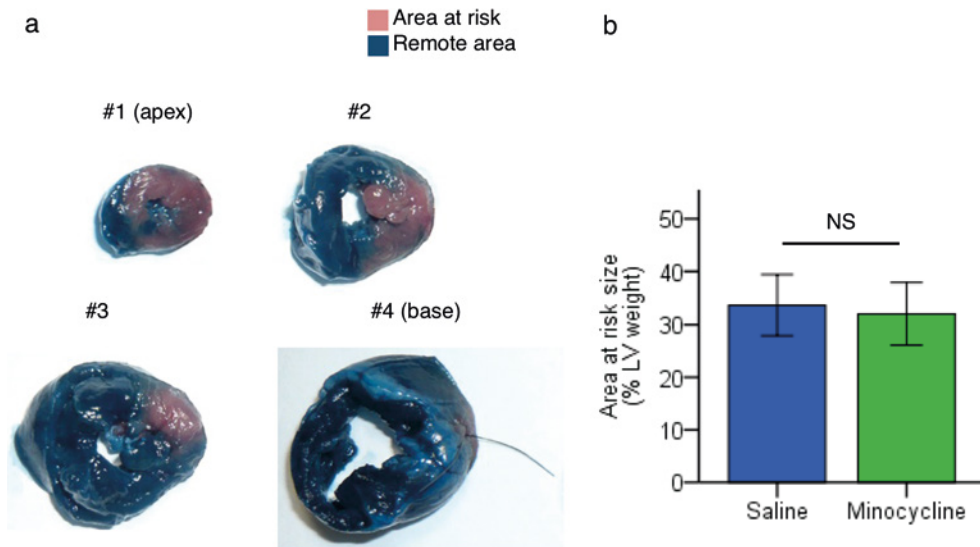 a
Area at risk
Remote area
#1 (apex)
#2
#3
#4 (base)
b
Area at risk size
(% LV weight)
50
40
30
20
10
0
NS
Saline
Minocycline